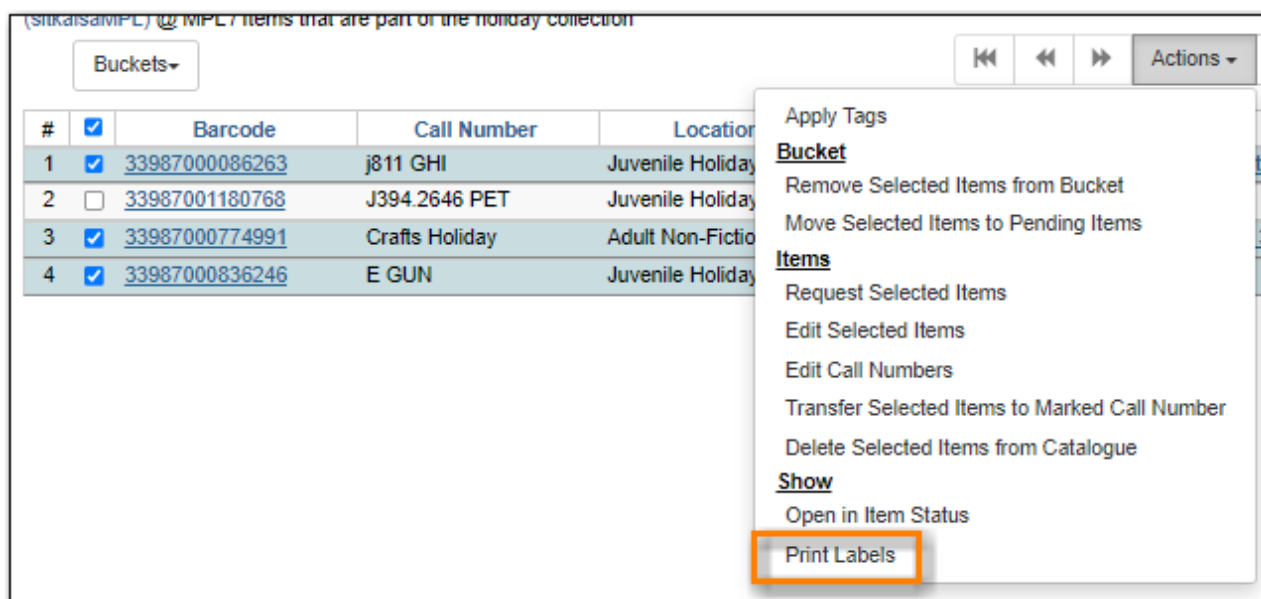 (sitkaisaMPL) @ MPL / Items that are part of the holiday collection
Buckets
Actions
# Barcode Call Number Location
1 33987000086263 j811 GHI Juvenile Holiday
2 33987001180768 J394.2646 PET Juvenile Holiday
3 33987000774991 Crafts Holiday Adult Non-Fictio
4 33987000836246 E GUN Juvenile Holiday
Apply Tags
Bucket
Remove Selected Items from Bucket
Move Selected Items to Pending Items
Items
Request Selected Items
Edit Selected Items
Edit Call Numbers
Transfer Selected Items to Marked Call Number
Delete Selected Items from Catalogue
Show
Open in Item Status
Print Labels